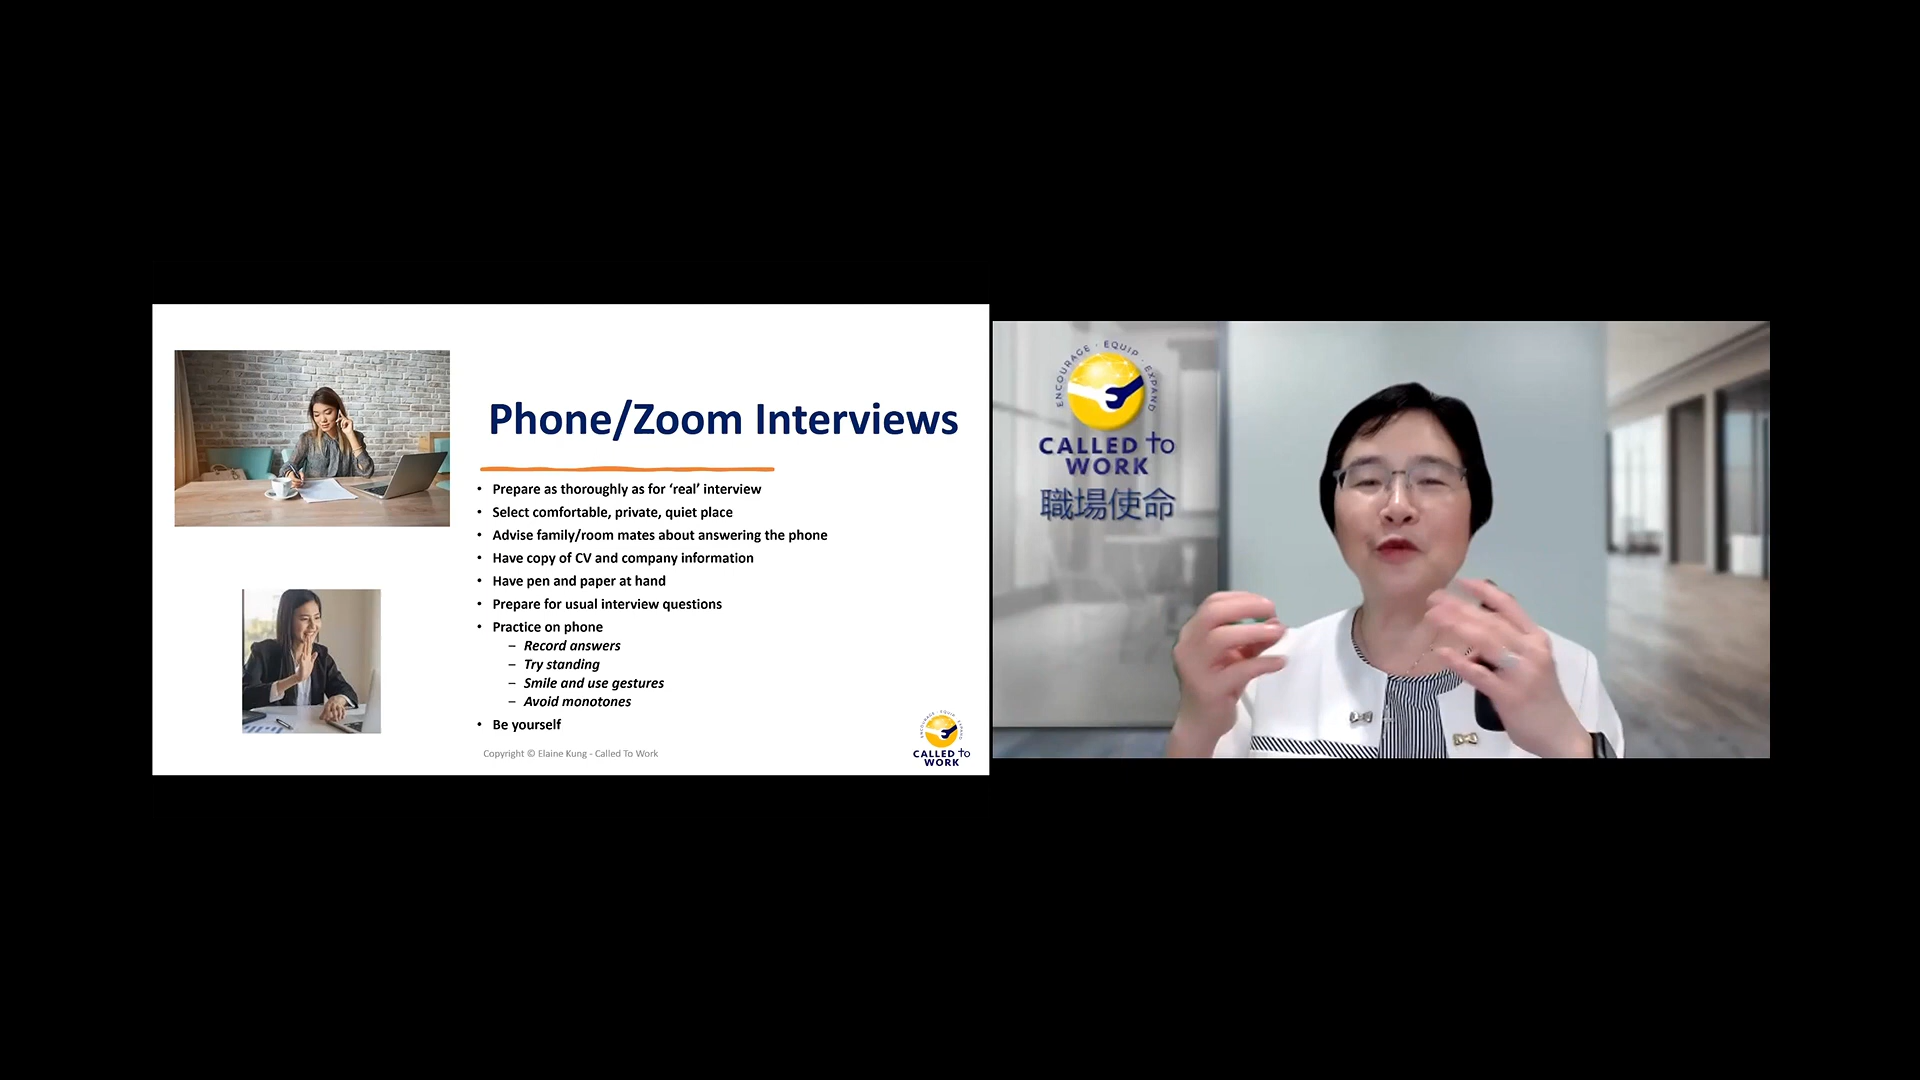 Phone/Zoom Interviews
• Prepare as thoroughly as for ‘real’ interview
• Select comfortable, private, quiet place
• Advise family/room mates about answering the phone
• Have copy of CV and company information
• Have pen and paper at hand
• Prepare for usual interview questions
• Practice on phone
– Record answers
– Try standing
– Smile and use gestures
– Avoid monotones
• Be yourself
Copyright © Elaine Kung - Called To Work
ENCOURAGE · EQUIP · EXPAND
CALLED to
WORK
ENCOURAGE · EQUIP · EXPAND
CALLED to
WORK
職場使命